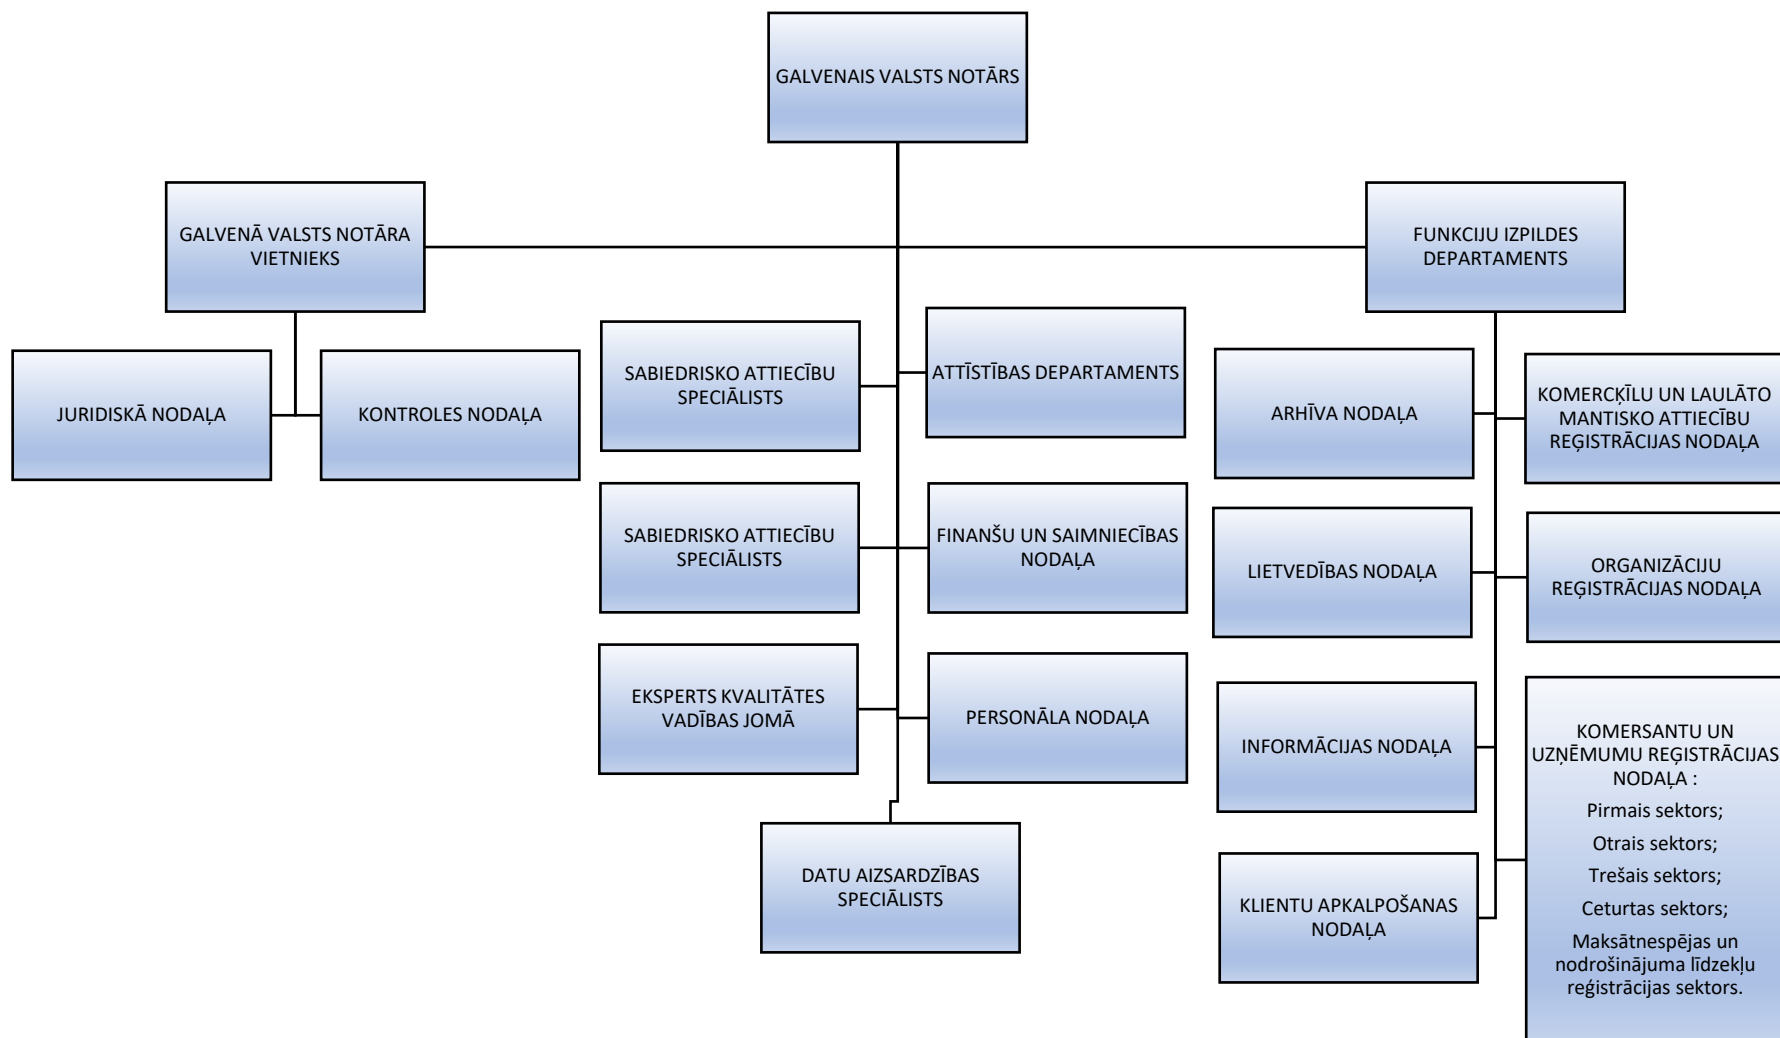 GALVENAIS VALSTS NOTĀRS
GALVENĀ VALSTS NOTĀRA
VIETNIEKS
FUNKCIJU IZPILDES
DEPARTAMENTS
JURIDISKĀ NODAĻA
KONTROLES NODAĻA
SABIEDRISKO ATTIECĪBU
SPECIĀLISTS
ATTĪSTĪBAS DEPARTAMENTS
SABIEDRISKO ATTIECĪBU
SPECIĀLISTS
FINANŠU UN SAIMNIECĪBAS
NODAĻA
EKSPERTS KVALITĀTES
VADĪBAS JOMĀ
PERSONĀLA NODAĻA
DATU AIZSARDZĪBAS
SPECIĀLISTS
ARHĪVA NODAĻA
KOMERCĶĪLU UN LAULĀTO
MANTISKO ATTIECĪBU
REĢISTRĀCIJAS NODAĻA
LIETVEDĪBAS NODAĻA
ORGANIZĀCIJU
REĢISTRĀCIJAS NODAĻA
INFORMĀCIJAS NODAĻA
KLIENTU APKALPOŠANAS
NODAĻA
KOMERSANTU UN
UZŅĒMUMU REĢISTRĀCIJAS
NODAĻA :
Pirmais sektors;
Otrais sektors;
Trešais sektors;
Ceturtas sektors;
Maksātnespējas un
nodrošinājuma līdzekļu
reģistrācijas sektors.